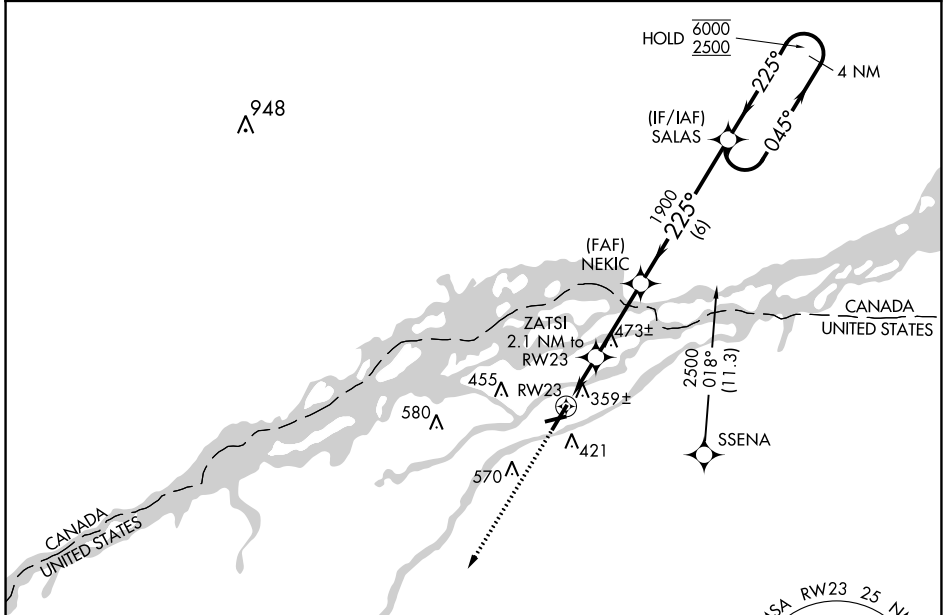 HOLD 6000
2500
4 NM
225°
045°
(IF/IAF)
SALAS
948
1900
225°
(6)
(FAF)
NEKIC
CANADA
UNITED STATES
ZATSI
2.1 NM to
RW23
473±
2500
018°
(11.3)
455
RW23
359±
580
421
SSENA
570
CANADA
UNITED STATES
MSA RW23 25 NM